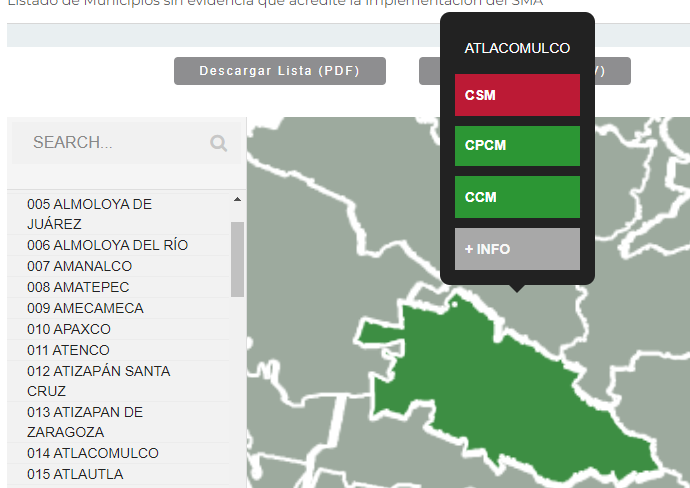 Listado de Municipios sin evidencia que acredite la implementación del SMA
Descargar Lista (PDF)
V)
ATLACOMULCO
CSM
CPCM
CCM
+ INFO
SEARCH...
005 ALMOLOYA DE
JUÁREZ
006 ALMOLOYA DEL RÍO
007 AMANALCO
008 AMATEPEC
009 AMECAMECA
010 APAXCO
011 ATENCO
012 ATIZAPÁN SANTA
CRUZ
013 ATIZAPAN DE
ZARAGOZA
014 ATLACOMULCO
015 ATLAUTLA